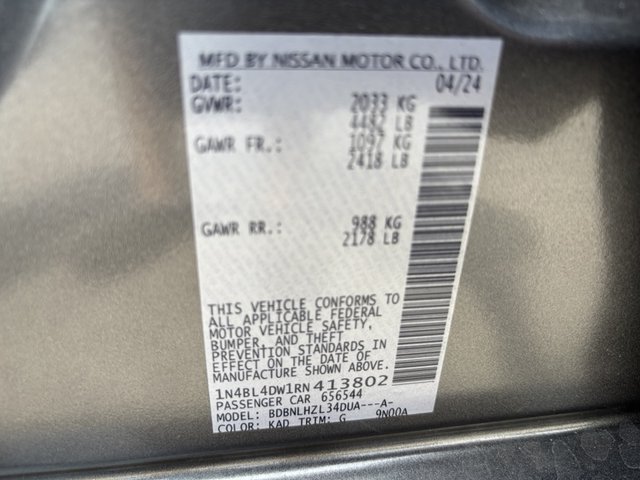 MFD BY NISSAN MOTOR CO., LTD.
DATE: 04/24
GVWR: 2033 KG
4482 LB
GAWR FR.: 1097 KG
2418 LB
GAWR RR.: 988 KG
2178 LB
THIS VEHICLE CONFORMS TO
ALL APPLICABLE FEDERAL
MOTOR VEHICLE SAFETY,
BUMPER, AND THEFT
PREVENTION STANDARDS IN
EFFECT ON THE DATE OF
MANUFACTURE SHOWN ABOVE.
1N4BL4DW1RN413802
PASSENGER CAR 656544
MODEL: BDBNLHZL34DUA---A-
COLOR: KAD TRIM: G 9N00A